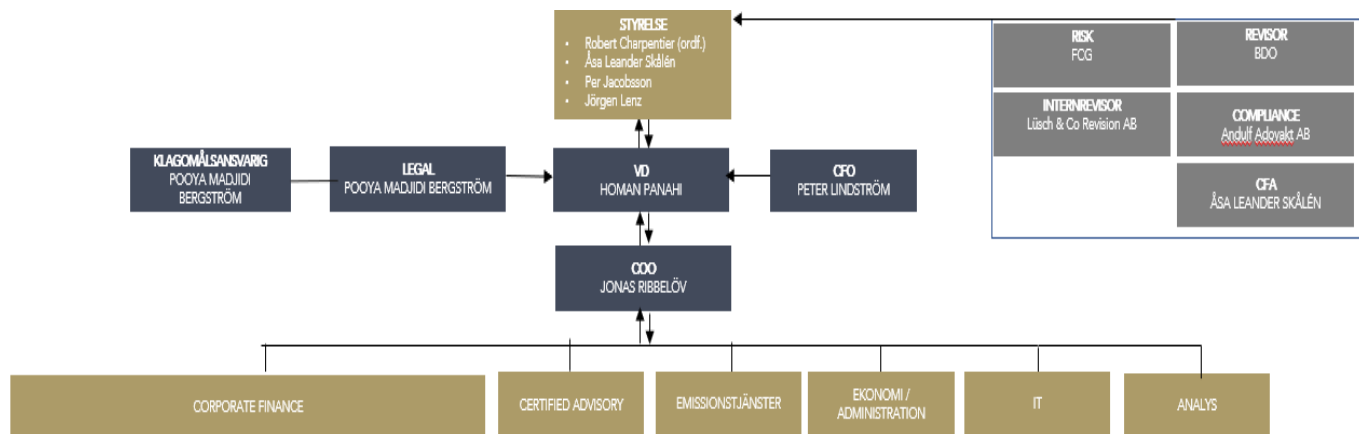 STYRELSE
• Robert Charpentier (ordf.)
• Åsa Leander Skålén
• Per Jacobsson
• Jörgen Lenz
RISK
FCG
REVISOR
BDO
INTERNREVISOR
Lüsch & Co Revision AB
COMPLIANCE
Andulf Adovakt AB
CFA
ÅSA LEANDER SKÅLÉN
KLAGOMÅLSANSVARIG
POOYA MADJIDI
BERGSTRÖM
LEGAL
POOYA MADJIDI BERGSTRÖM
VD
HOMAN PANAHI
CFO
PETER LINDSTRÖM
COO
JONAS RIBBELÖV
CORPORATE FINANCE
CERTIFIED ADVISORY
EMISSIONSTJÄNSTER
EKONOMI /
ADMINISTRATION
IT
ANALYS